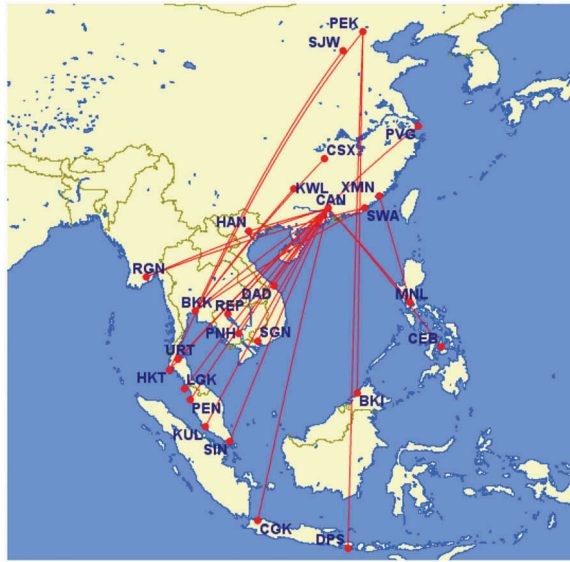 PEK
SJW
PVG
CSX
KWL
XMN
CAN
SWA
HAN
RGN
DAD
BKK
REP
MNL
PNH
SGN
CEB
URT
HKT
LGK
PEN
BKI
KUL
SIN
CGK
DPS